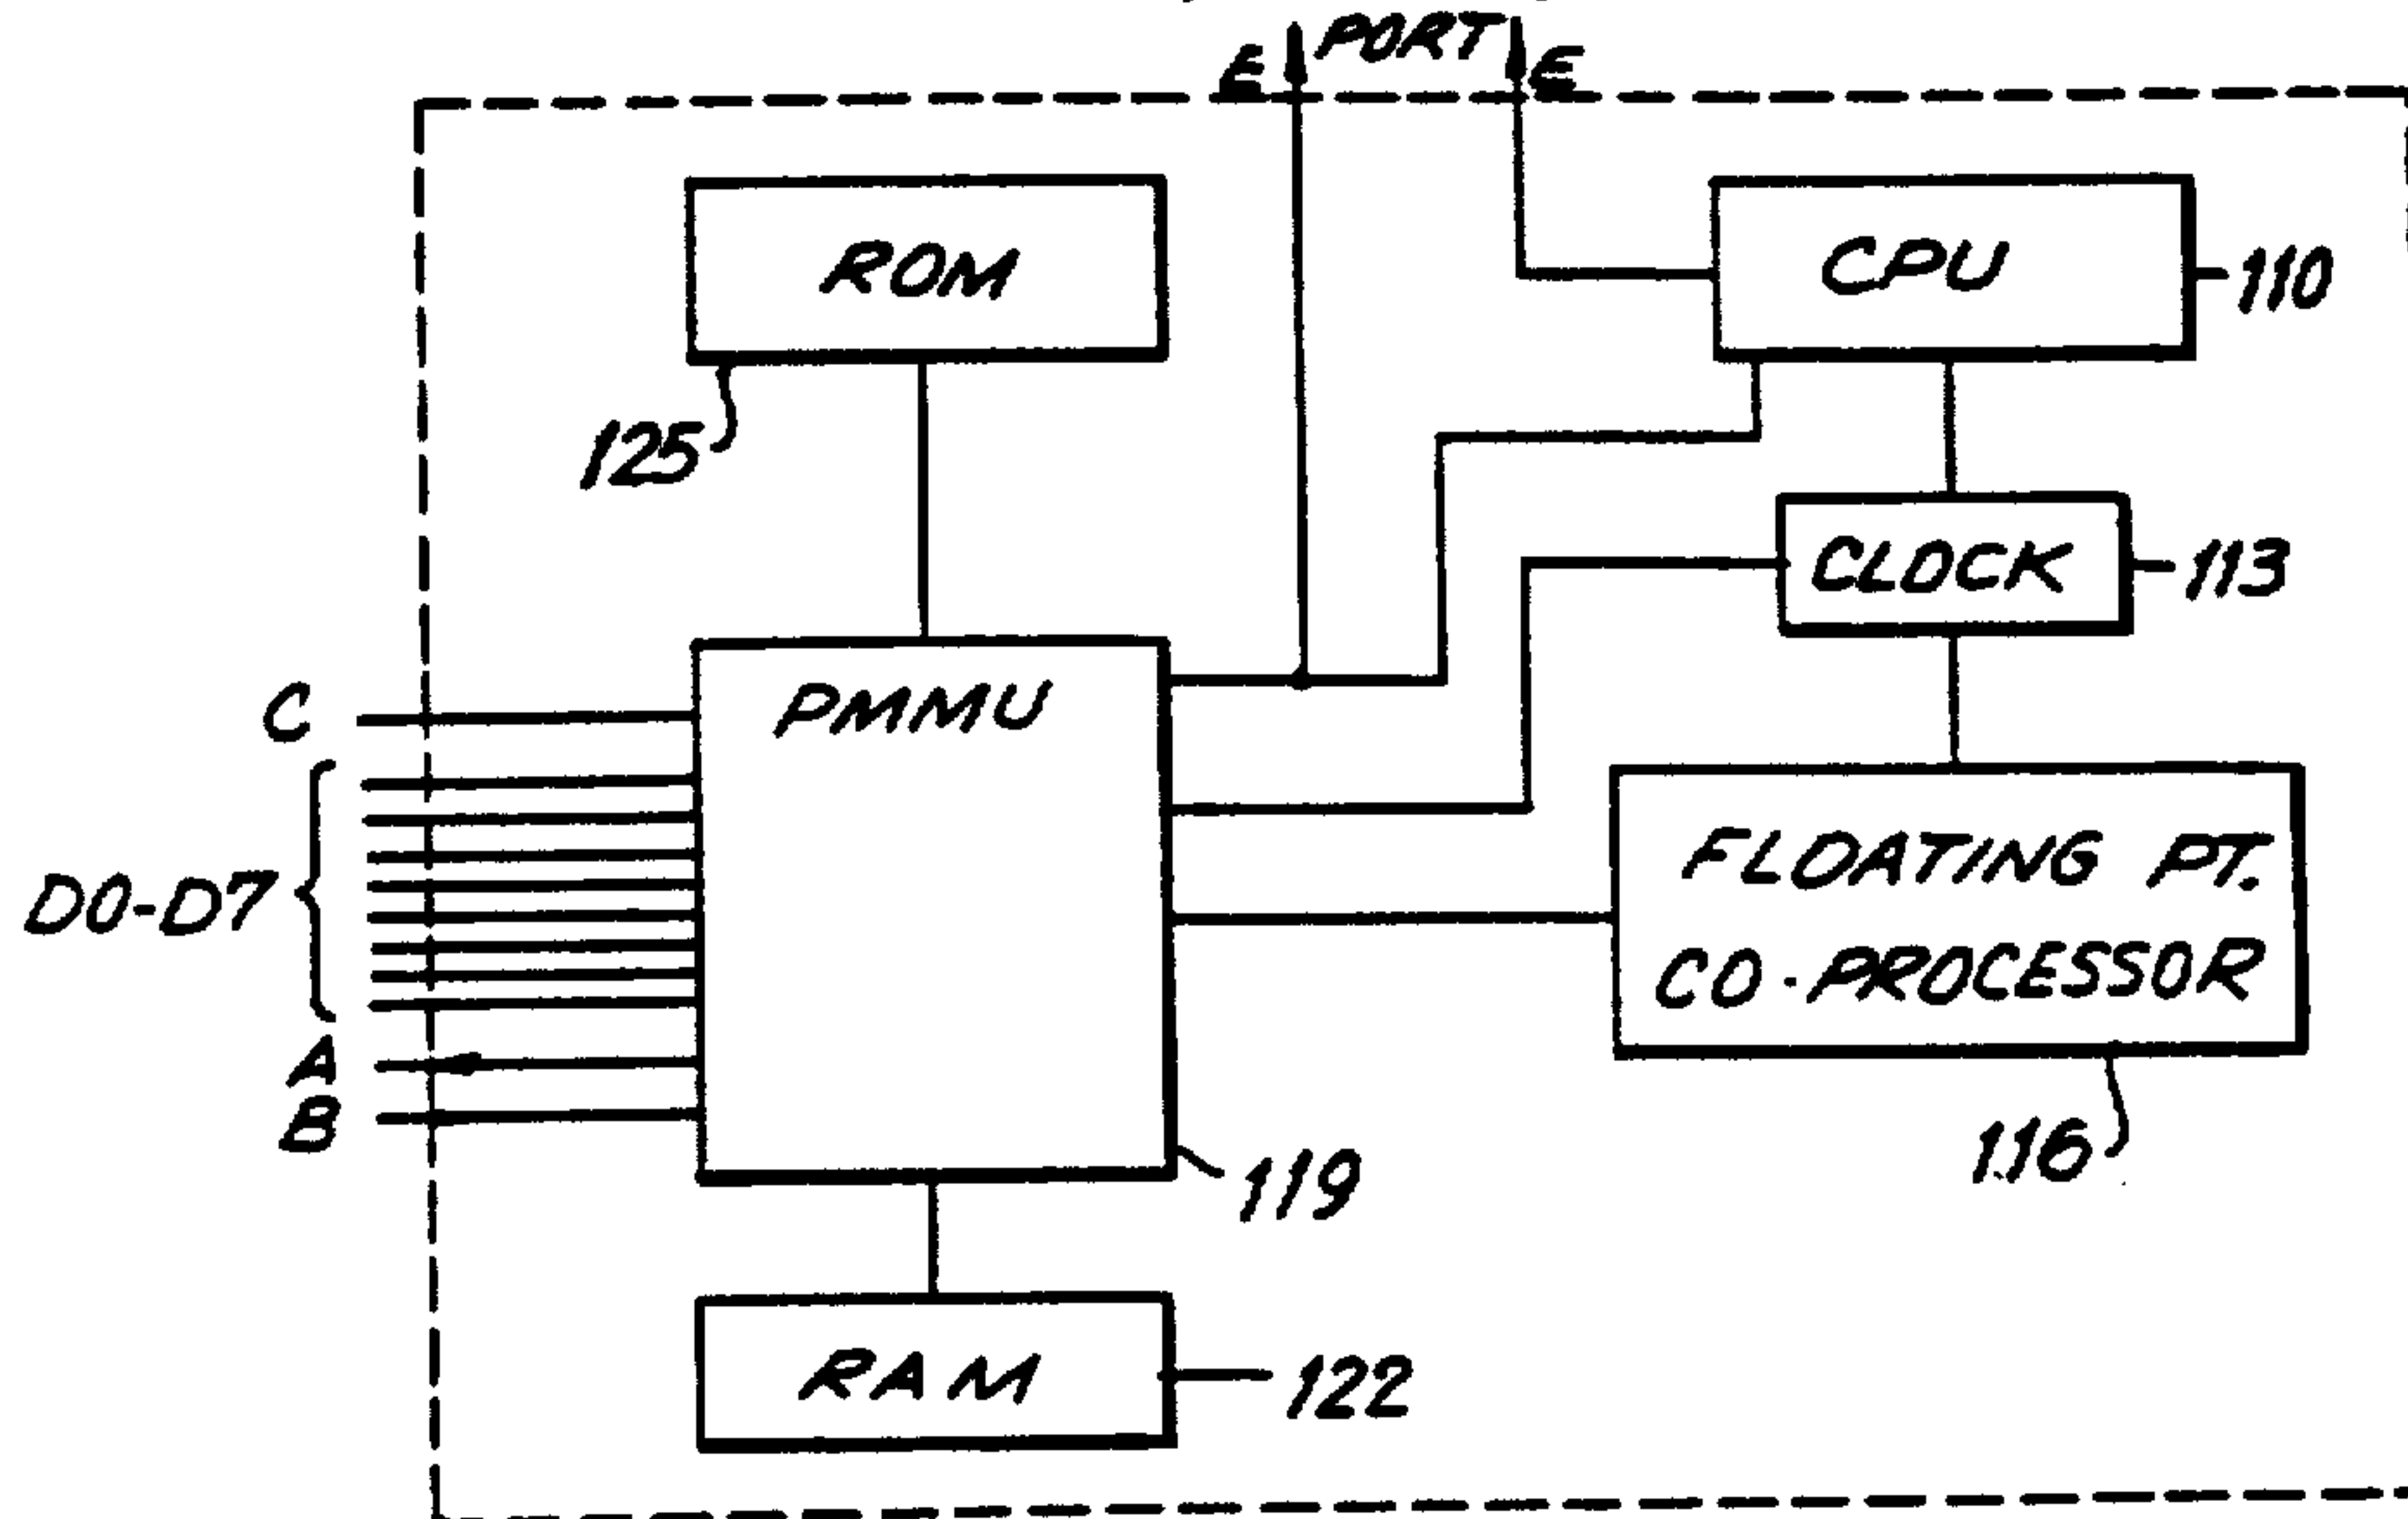 E PORT E
ROM
CPU
110
125
CLOCK
113
PMMU
C
D0-D7
FLOATING PT.
CO-PROCESSOR
A
B
116
119
RAM
122